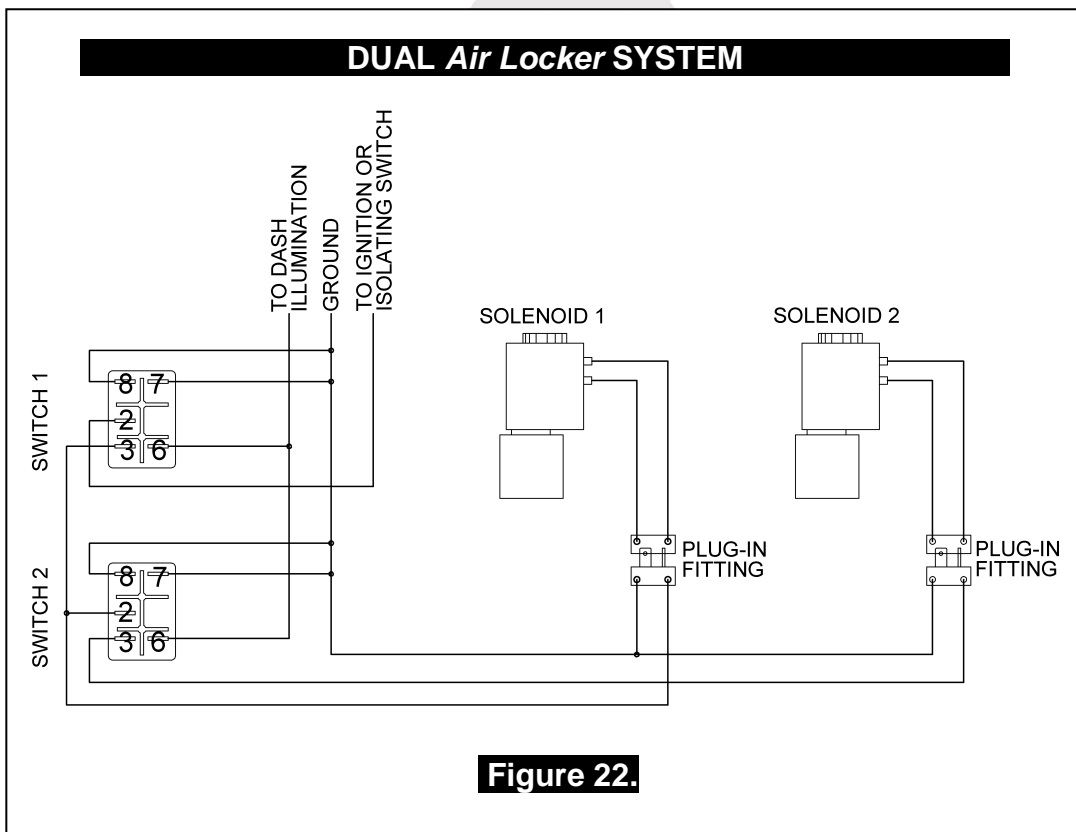 DUAL Air Locker SYSTEM
TO DASH
ILLUMINATION
GROUND
TO IGNITION OR
ISOLATING SWITCH
SOLENOID 1
SOLENOID 2
SWITCH 1
8 7
2
3 6
SWITCH 2
8 7
2
3 6
PLUG-IN
FITTING
PLUG-IN
FITTING
Figure 22.